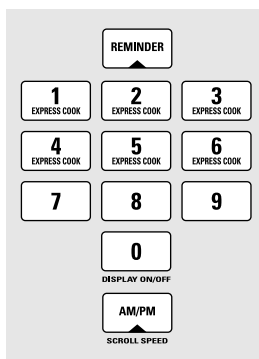 REMINDER
1 2 3
EXPRESS COOK EXPRESS COOK EXPRESS COOK
4 5 6
EXPRESS COOK EXPRESS COOK EXPRESS COOK
7 8 9
0
DISPLAY ON/OFF
AM/PM
SCROLL SPEED